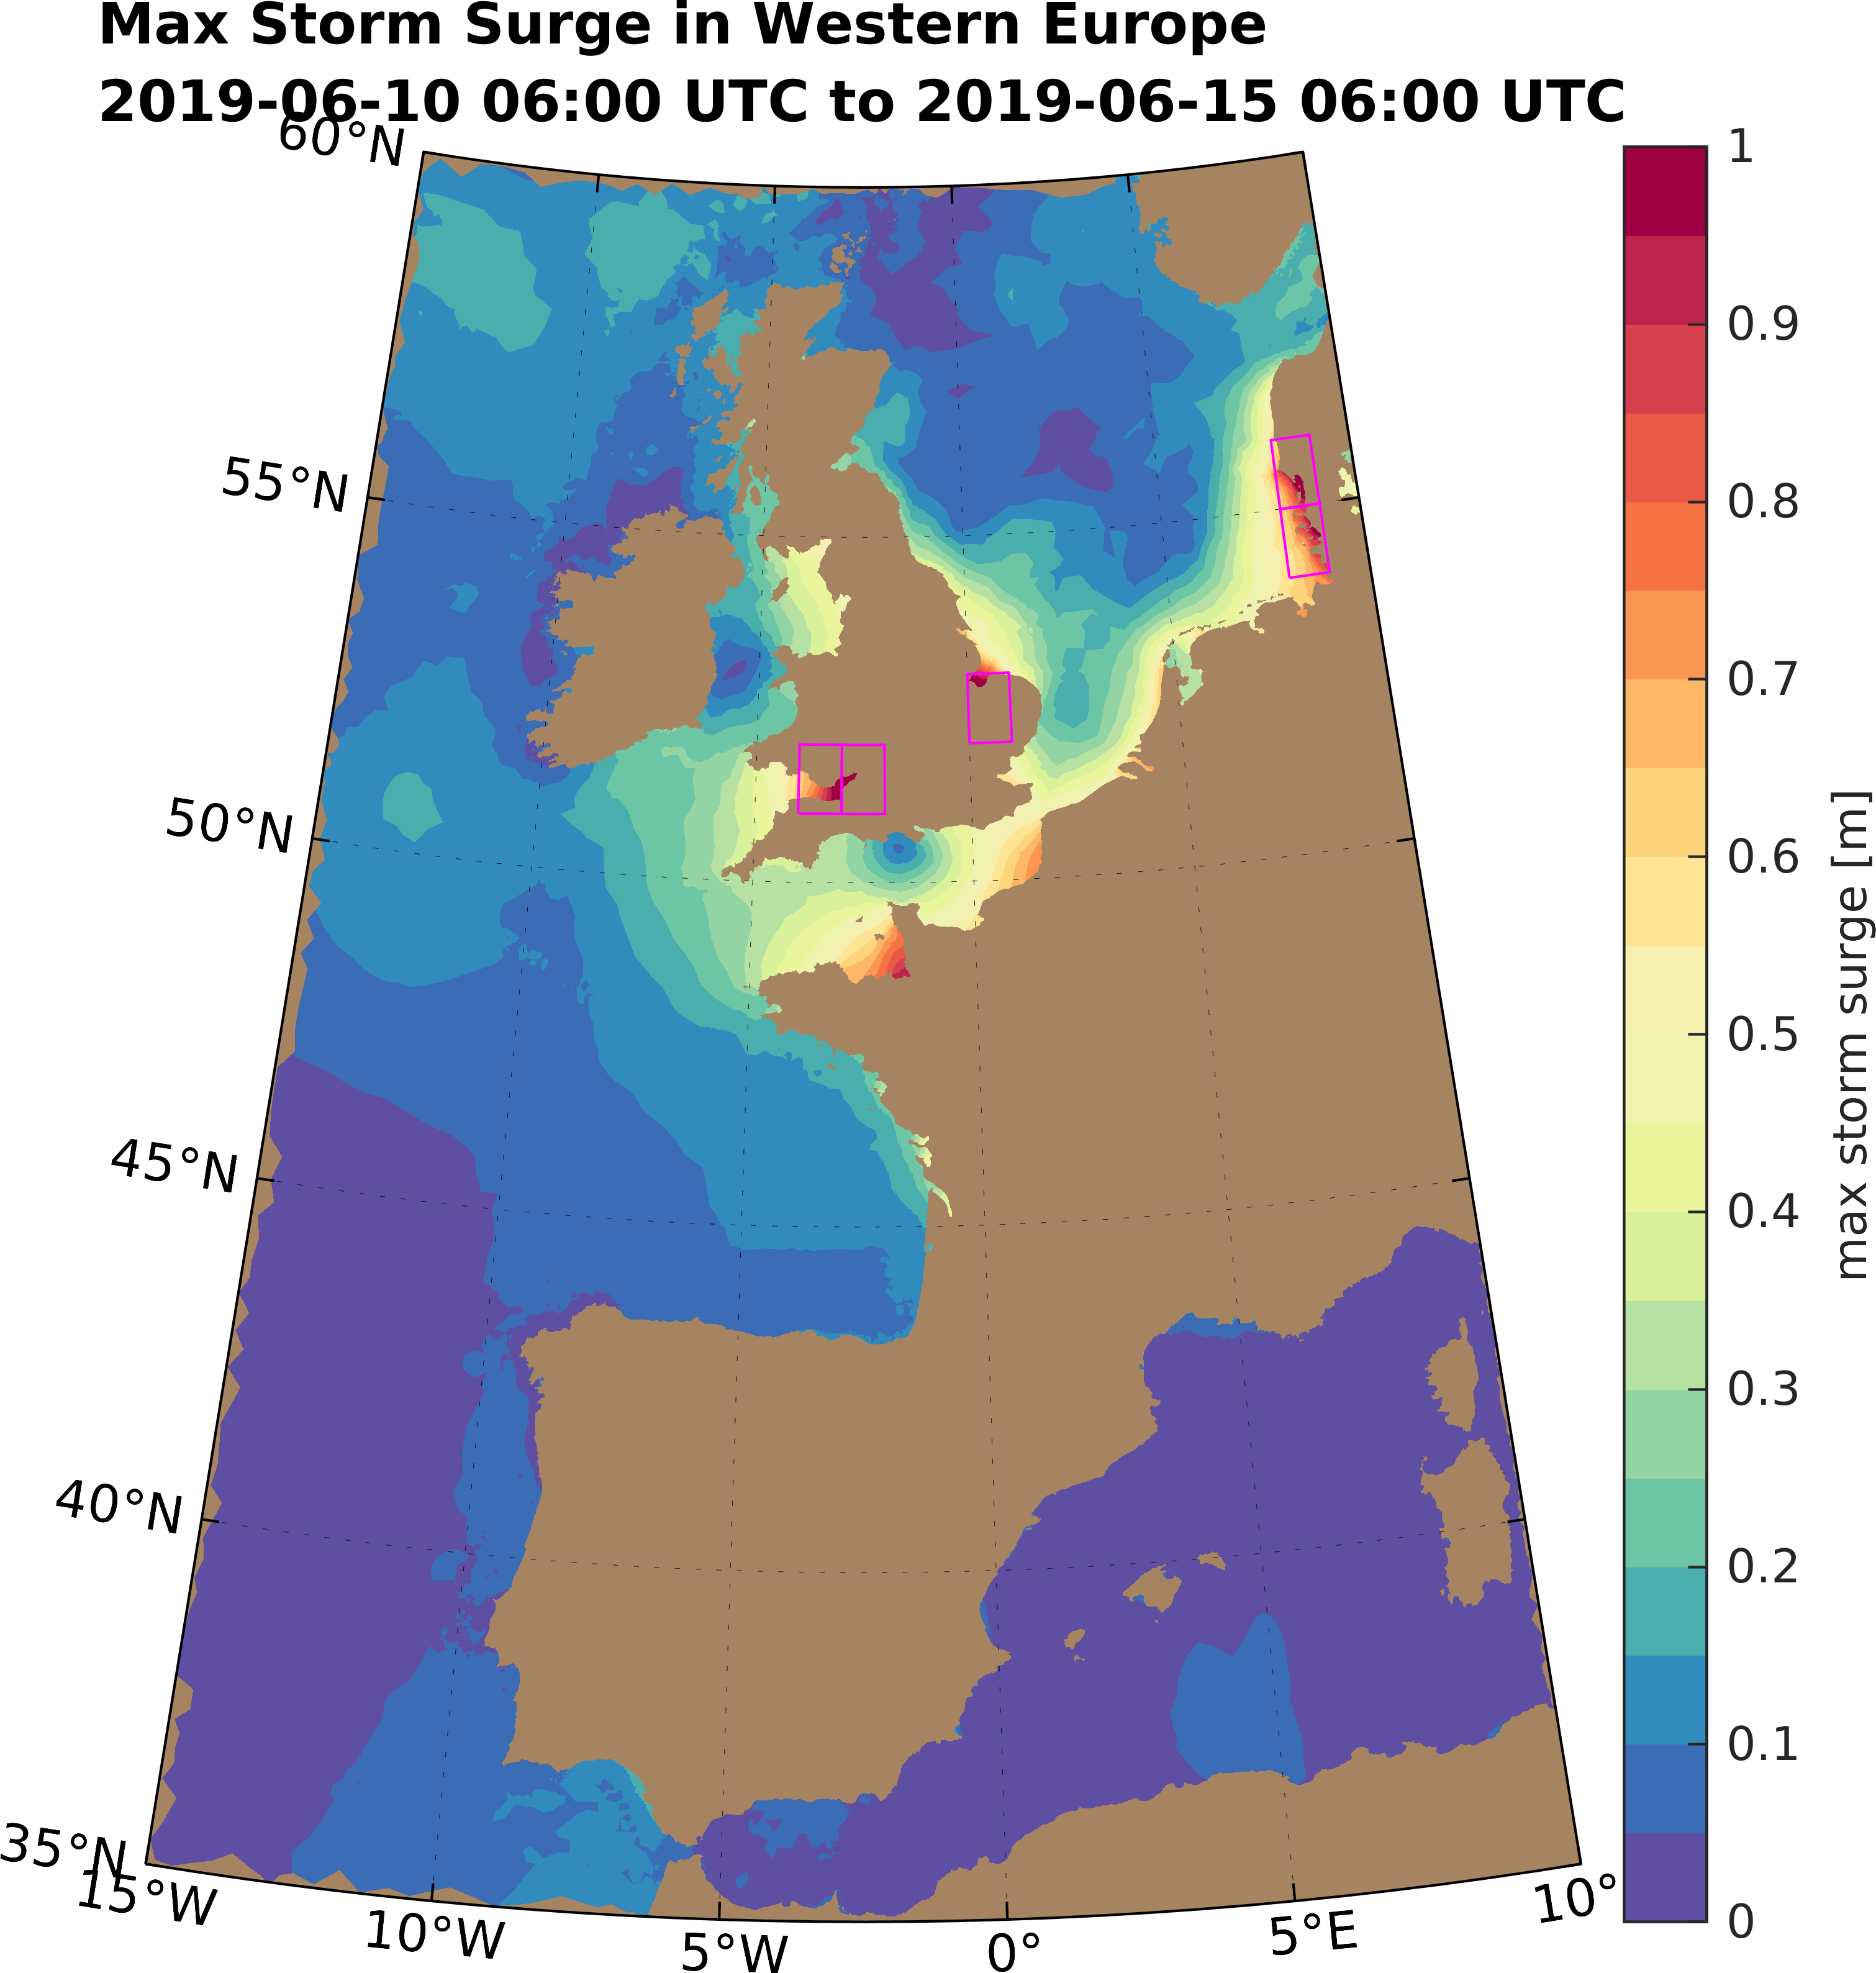 Max Storm Surge in Western Europe
2019-06-10 06:00 UTC to 2019-06-15 06:00 UTC
60°N
55°N
50°N
45°N
40°N
35°N
15°W
10°W
5°W
0°
5°E
10°
1
0.9
0.8
0.7
0.6
0.5
0.4
0.3
0.2
0.1
0
max storm surge [m]